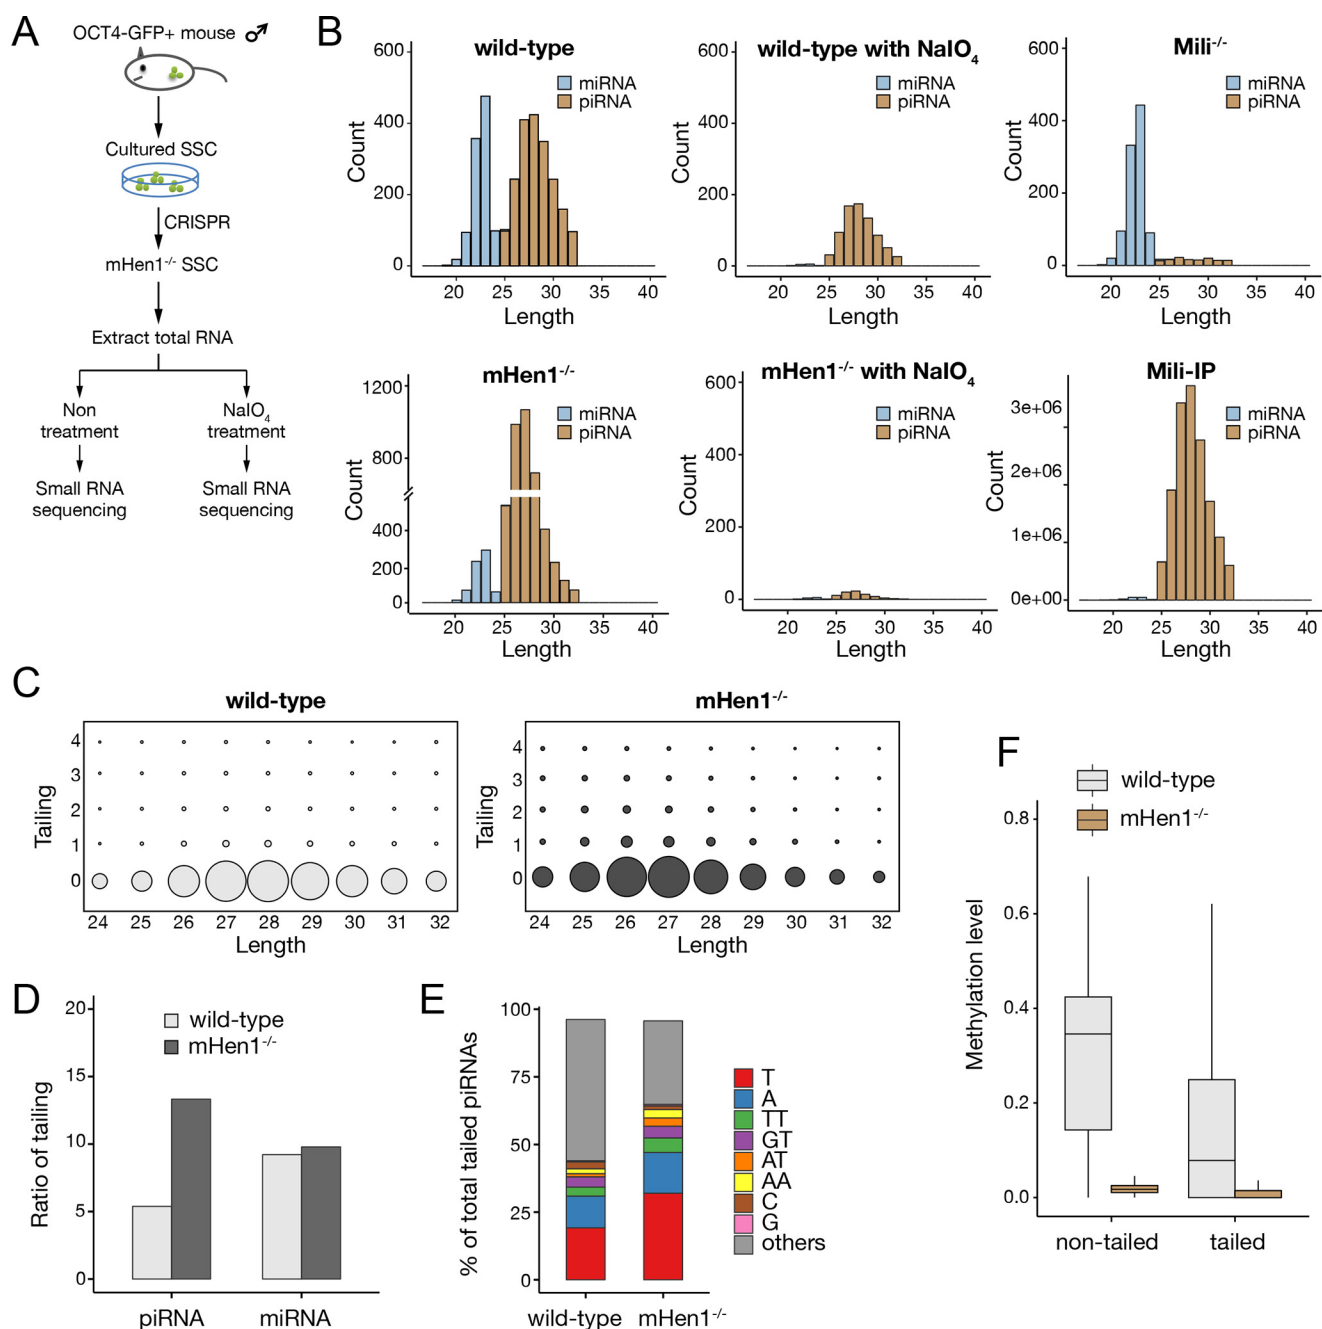 A
OCT4-GFP+ mouse ♂
Cultured SSC
CRISPR
mHen1-/- SSC
Extract total RNA
Non
treatment
NaIO4
treatment
Small RNA
sequencing
Small RNA
sequencing
B
wild-type
miRNA
piRNA
Count
600
400
200
0
20 25 30 35 40
Length
wild-type with NaIO4
miRNA
piRNA
Count
600
400
200
0
20 25 30 35 40
Length
Mili-/-
miRNA
piRNA
Count
600
400
200
0
20 25 30 35 40
Length
mHen1-/-
miRNA
piRNA
Count
1200
800
400
200
0
20 25 30 35 40
Length
mHen1-/- with NaIO4
miRNA
piRNA
Count
600
400
200
0
20 25 30 35 40
Length
Mili-IP
miRNA
piRNA
Count
3e+06
2e+06
1e+06
0e+00
20 25 30 35 40
Length
C
wild-type
Tailing
4
3
2
1
0
24 25 26 27 28 29 30 31 32
Length
mHen1-/-
Tailing
4
3
2
1
0
24 25 26 27 28 29 30 31 32
Length
D
wild-type
mHen1-/-
Ratio of tailing
20
15
10
5
0
piRNA miRNA
E
% of total tailed piRNAs
100
75
50
25
0
wild-type mHen1-/-
T
A
TT
GT
AT
AA
C
G
others
F
wild-type
mHen1-/-
Methylation level
0.8
0.6
0.4
0.2
0.0
non-tailed tailed